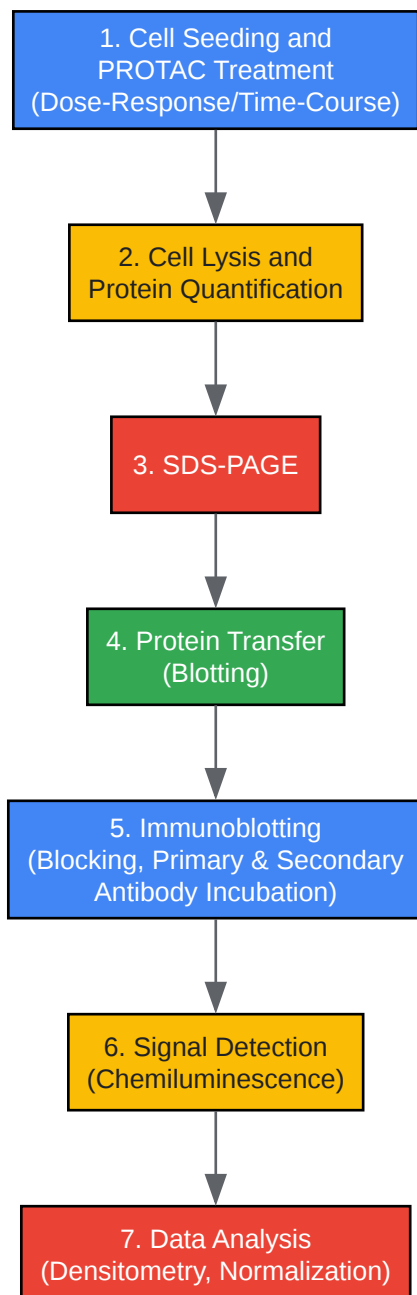 1. Cell Seeding and
PROTAC Treatment
(Dose-Response/Time-Course)
2. Cell Lysis and
Protein Quantification
3. SDS-PAGE
4. Protein Transfer
(Blotting)
5. Immunoblotting
(Blocking, Primary & Secondary
Antibody Incubation)
6. Signal Detection
(Chemiluminescence)
7. Data Analysis
(Densitometry, Normalization)